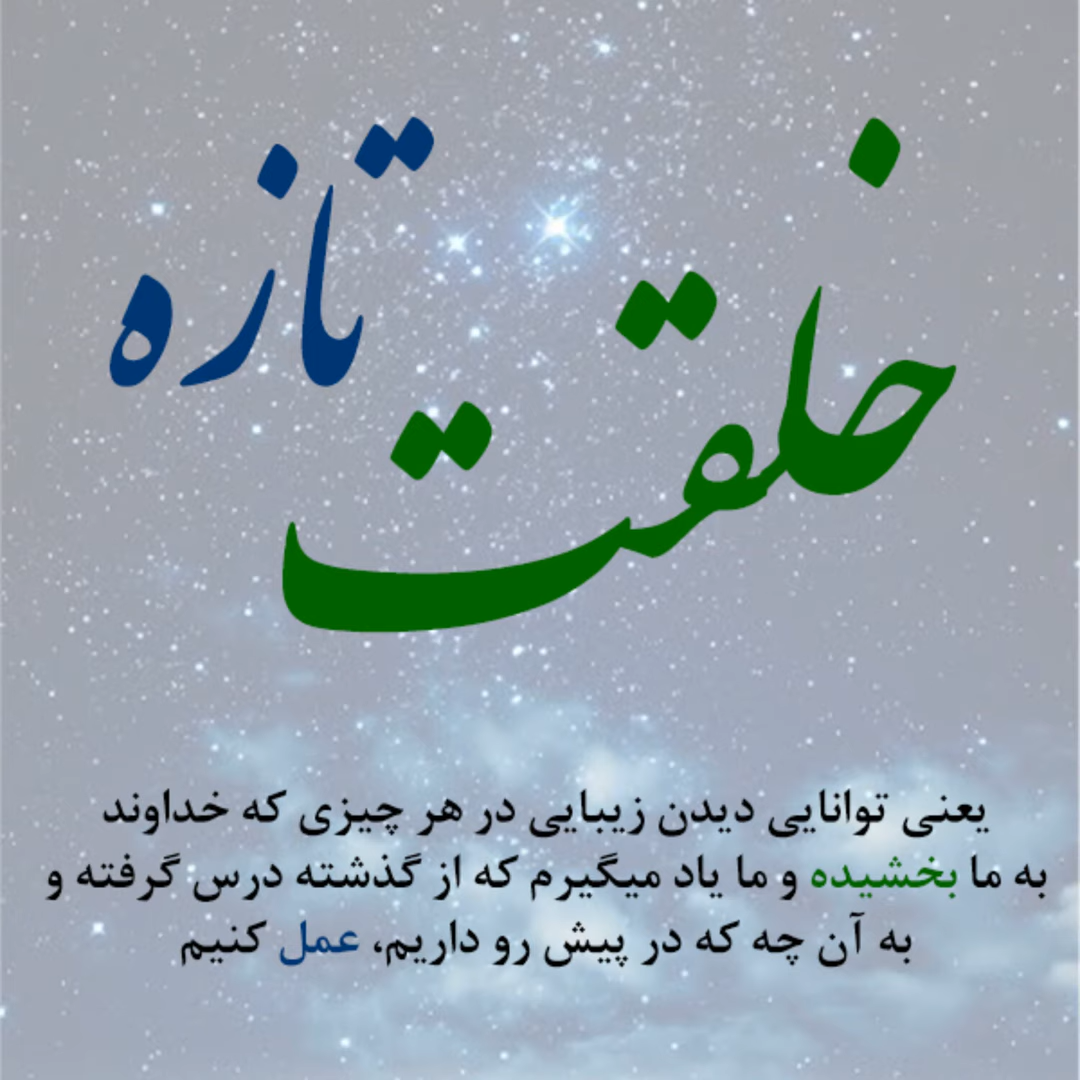 خلقت تازه
یعنی توانایی دیدن زیبایی در هر چیزی که خداوند
به ما بخشیده و ما یاد میگیرم که از گذشته درس گرفته و
به آن چه که در پیش رو داریم، عمل کنیم